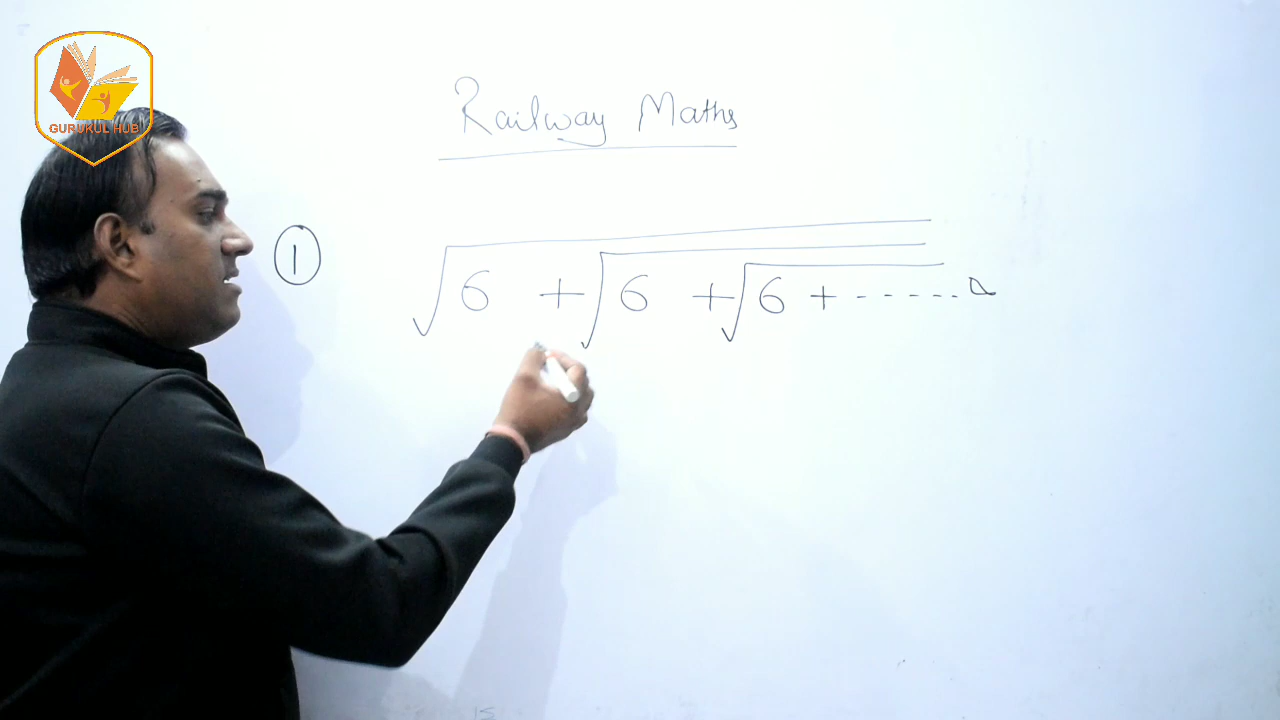 GURUKUL HUB
Railway Maths
1 √6 + √6 + √6 + ------